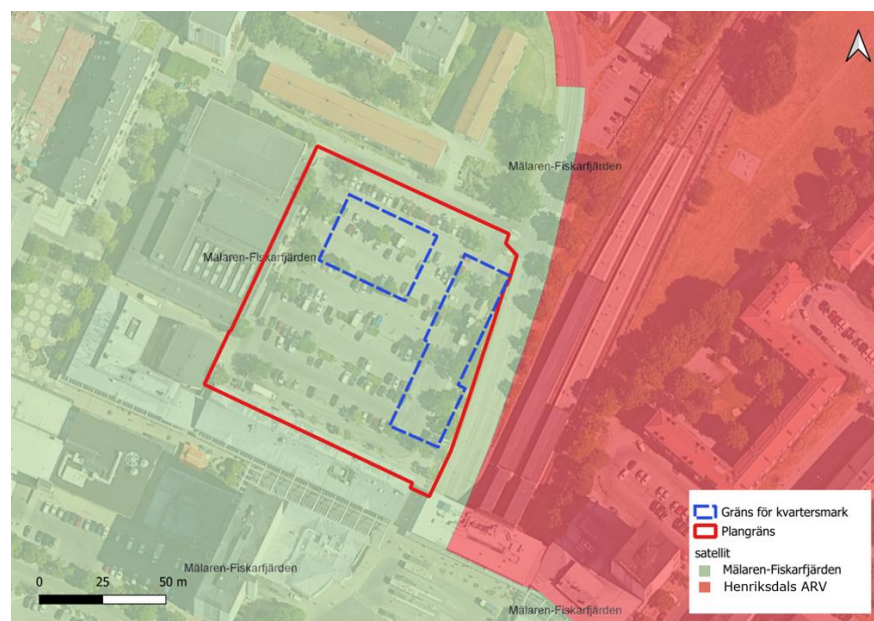 Mälaren-Fiskarfjärden
Mälaren-Fiskarfjärden
Mälaren-Fiskarfjärden
Mälaren-Fiskarfjärden
0 25 50 m
Gräns för kvartersmark
Plangräns
satellit
Mälaren-Fiskarfjärden
Henriksdals ARV